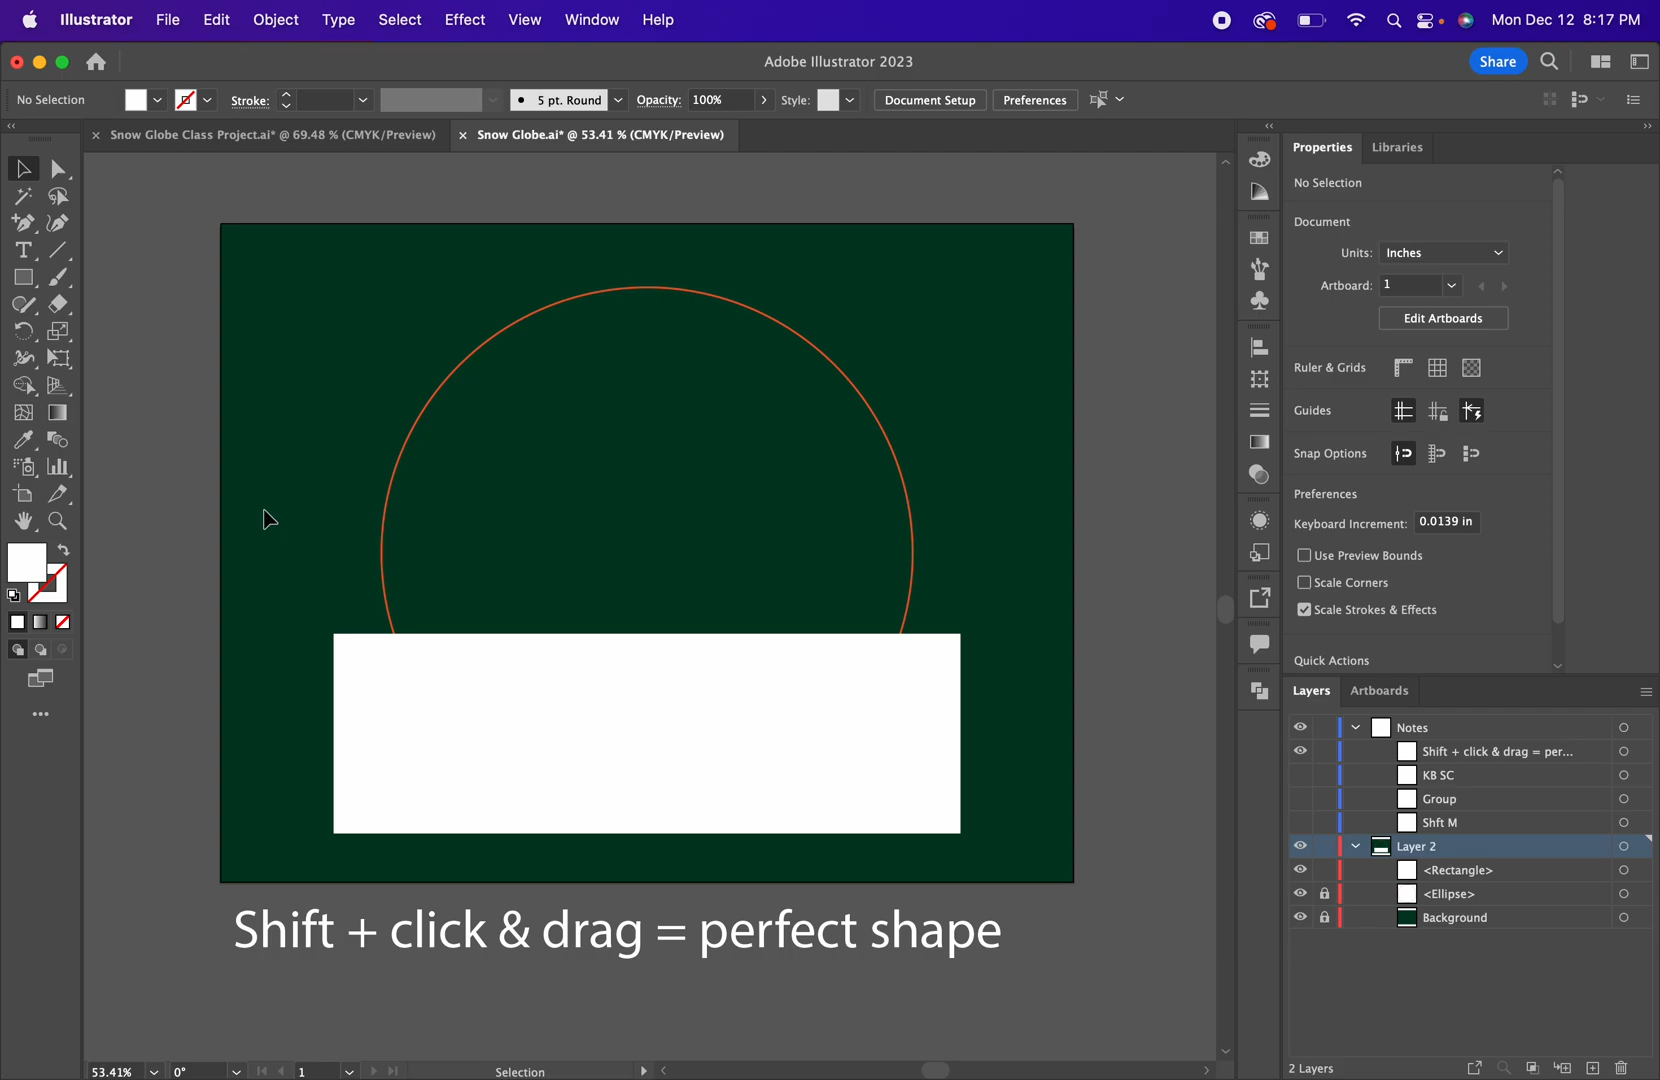 Illustrator File Edit Object Type Select Effect View Window Help Mon Dec 12 8:17 PM
Adobe Illustrator 2023 Share
No Selection Stroke: 5 pt. Round Opacity: 100% Style: Document Setup Preferences
Snow Globe Class Project.ai* @ 69.48 % (CMYK/Preview) Snow Globe.ai* @ 53.41 % (CMYK/Preview)
Properties Libraries
No Selection
Document
Units: Inches
Artboard: 1
Edit Artboards
Ruler & Grids
Guides
Snap Options
Preferences
Keyboard Increment: 0.0139 in
Use Preview Bounds
Scale Corners
Scale Strokes & Effects
Quick Actions
Layers Artboards
Notes
Shift + click & drag = per...
KB SC
Group
Shft M
Layer 2
<Rectangle>
<Ellipse>
Background
Shift + click & drag = perfect shape
53.41% 0° 1 Selection 2 Layers